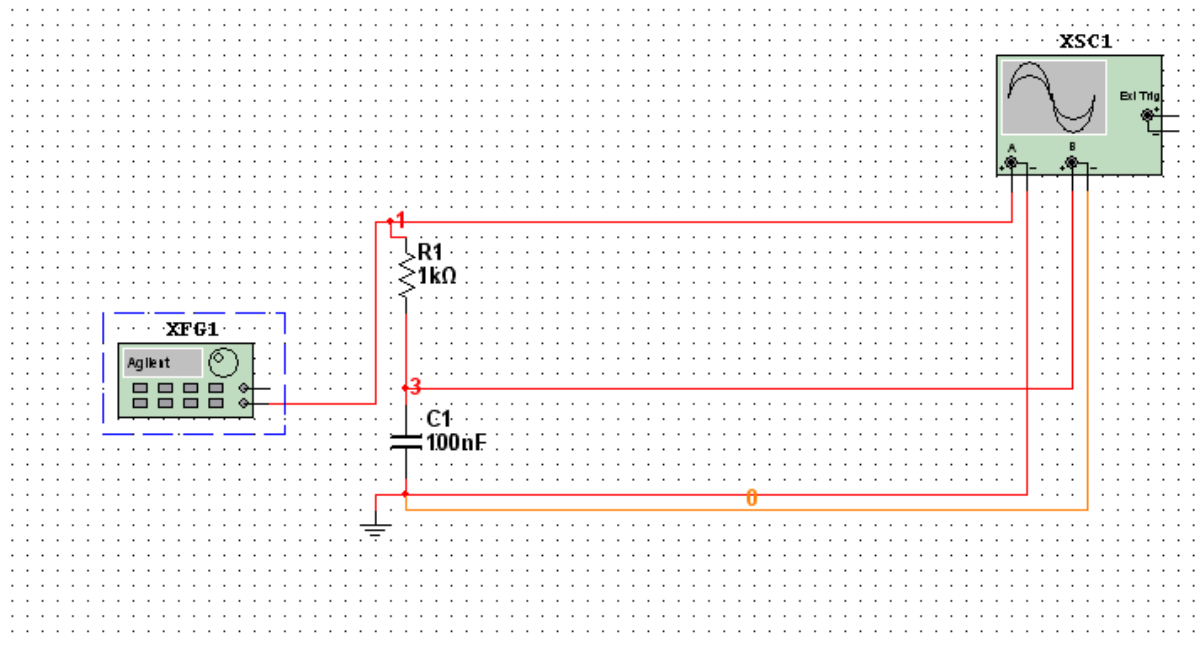 XSC1
Ext Trig
+
−
A
B
+
−
+
−
1
R1
1kΩ
XFG1
Agilent
3
C1
100nF
0